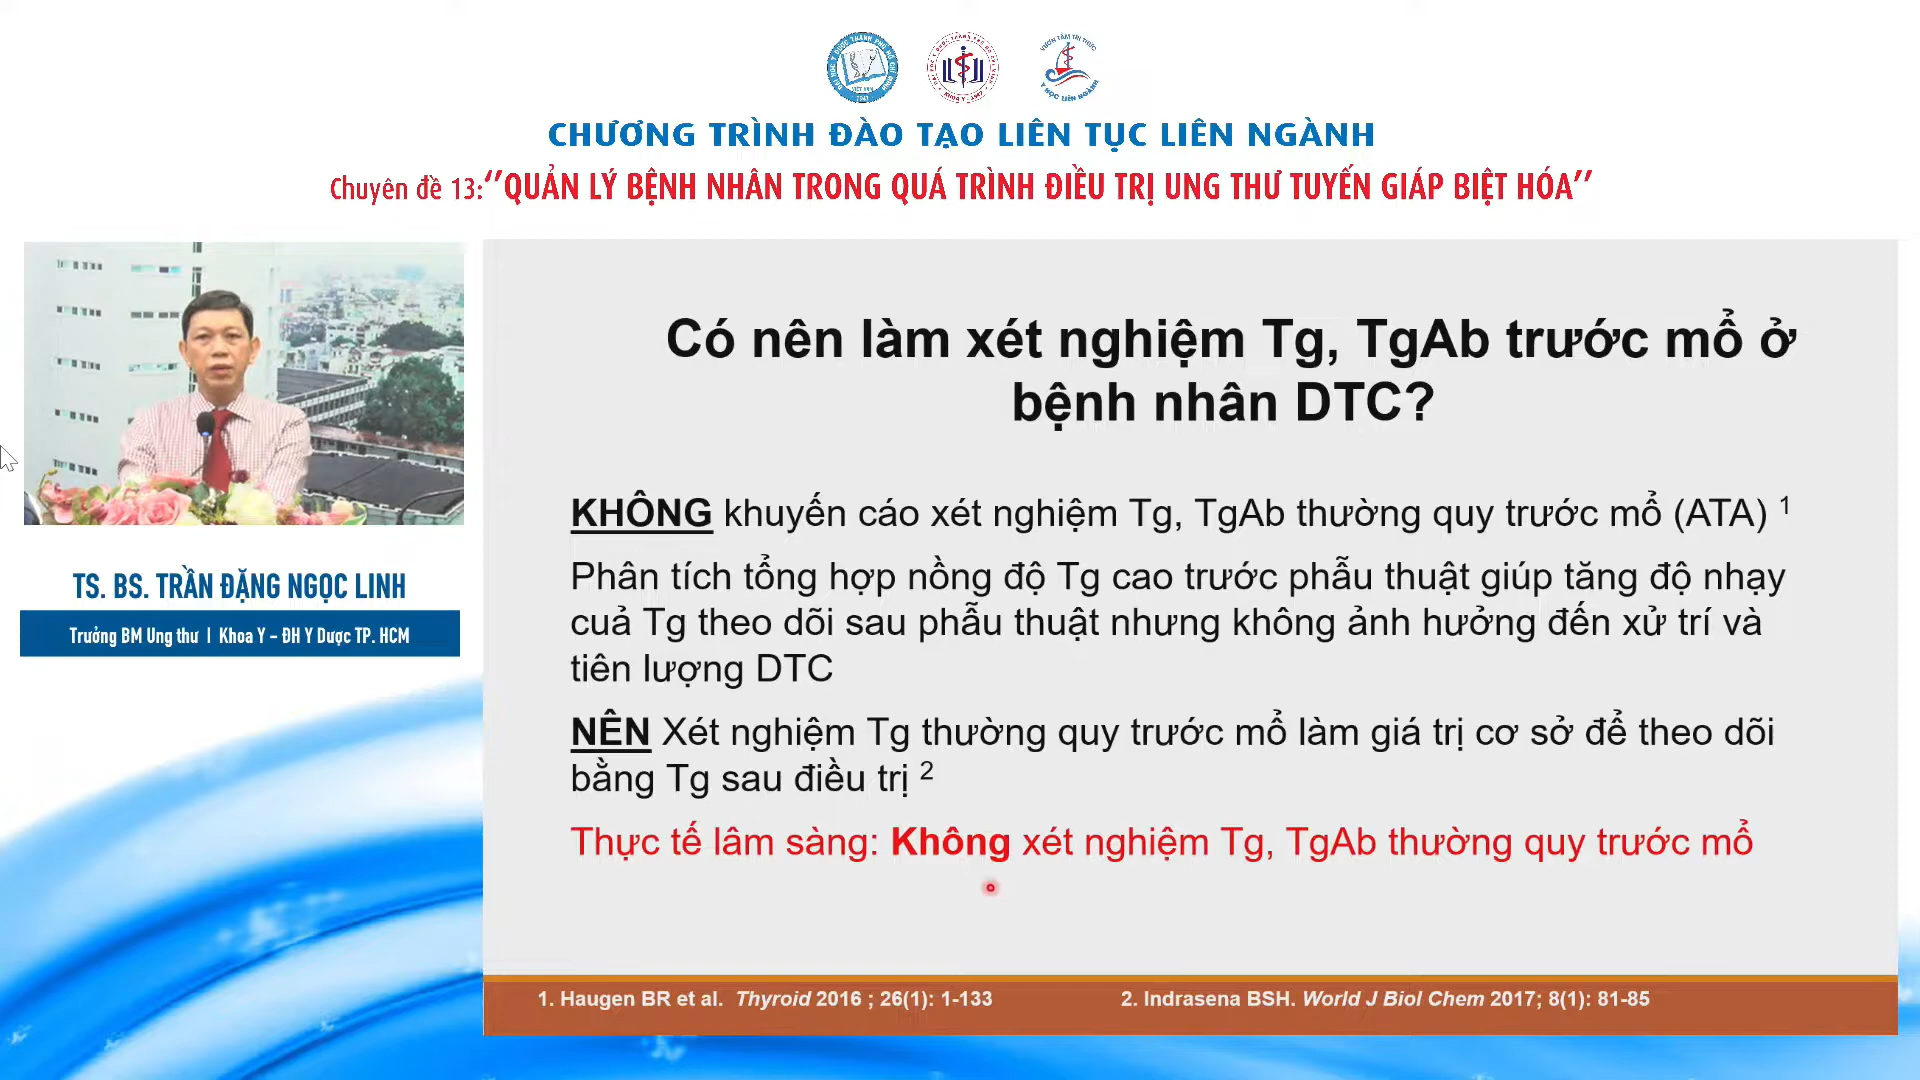 CHƯƠNG TRÌNH ĐÀO TẠO LIÊN TỤC LIÊN NGÀNH
Chuyên đề 13:‘’QUẢN LÝ BỆNH NHÂN TRONG QUÁ TRÌNH ĐIỀU TRỊ UNG THƯ TUYẾN GIÁP BIỆT HÓA’’
TS. BS. TRẦN ĐẶNG NGỌC LINH
Trưởng BM Ung thư | Khoa Y – ĐH Y Dược TP. HCM
Có nên làm xét nghiệm Tg, TgAb trước mổ ở
bệnh nhân DTC?
KHÔNG khuyến cáo xét nghiệm Tg, TgAb thường quy trước mổ (ATA) 1
Phân tích tổng hợp nồng độ Tg cao trước phẫu thuật giúp tăng độ nhạy
cuả Tg theo dõi sau phẫu thuật nhưng không ảnh hưởng đến xử trí và
tiên lượng DTC
NÊN Xét nghiệm Tg thường quy trước mổ làm giá trị cơ sở để theo dõi
bằng Tg sau điều trị 2
Thực tế lâm sàng: Không xét nghiệm Tg, TgAb thường quy trước mổ
1. Haugen BR et al. Thyroid 2016 ; 26(1): 1-133
2. Indrasena BSH. World J Biol Chem 2017; 8(1): 81-85